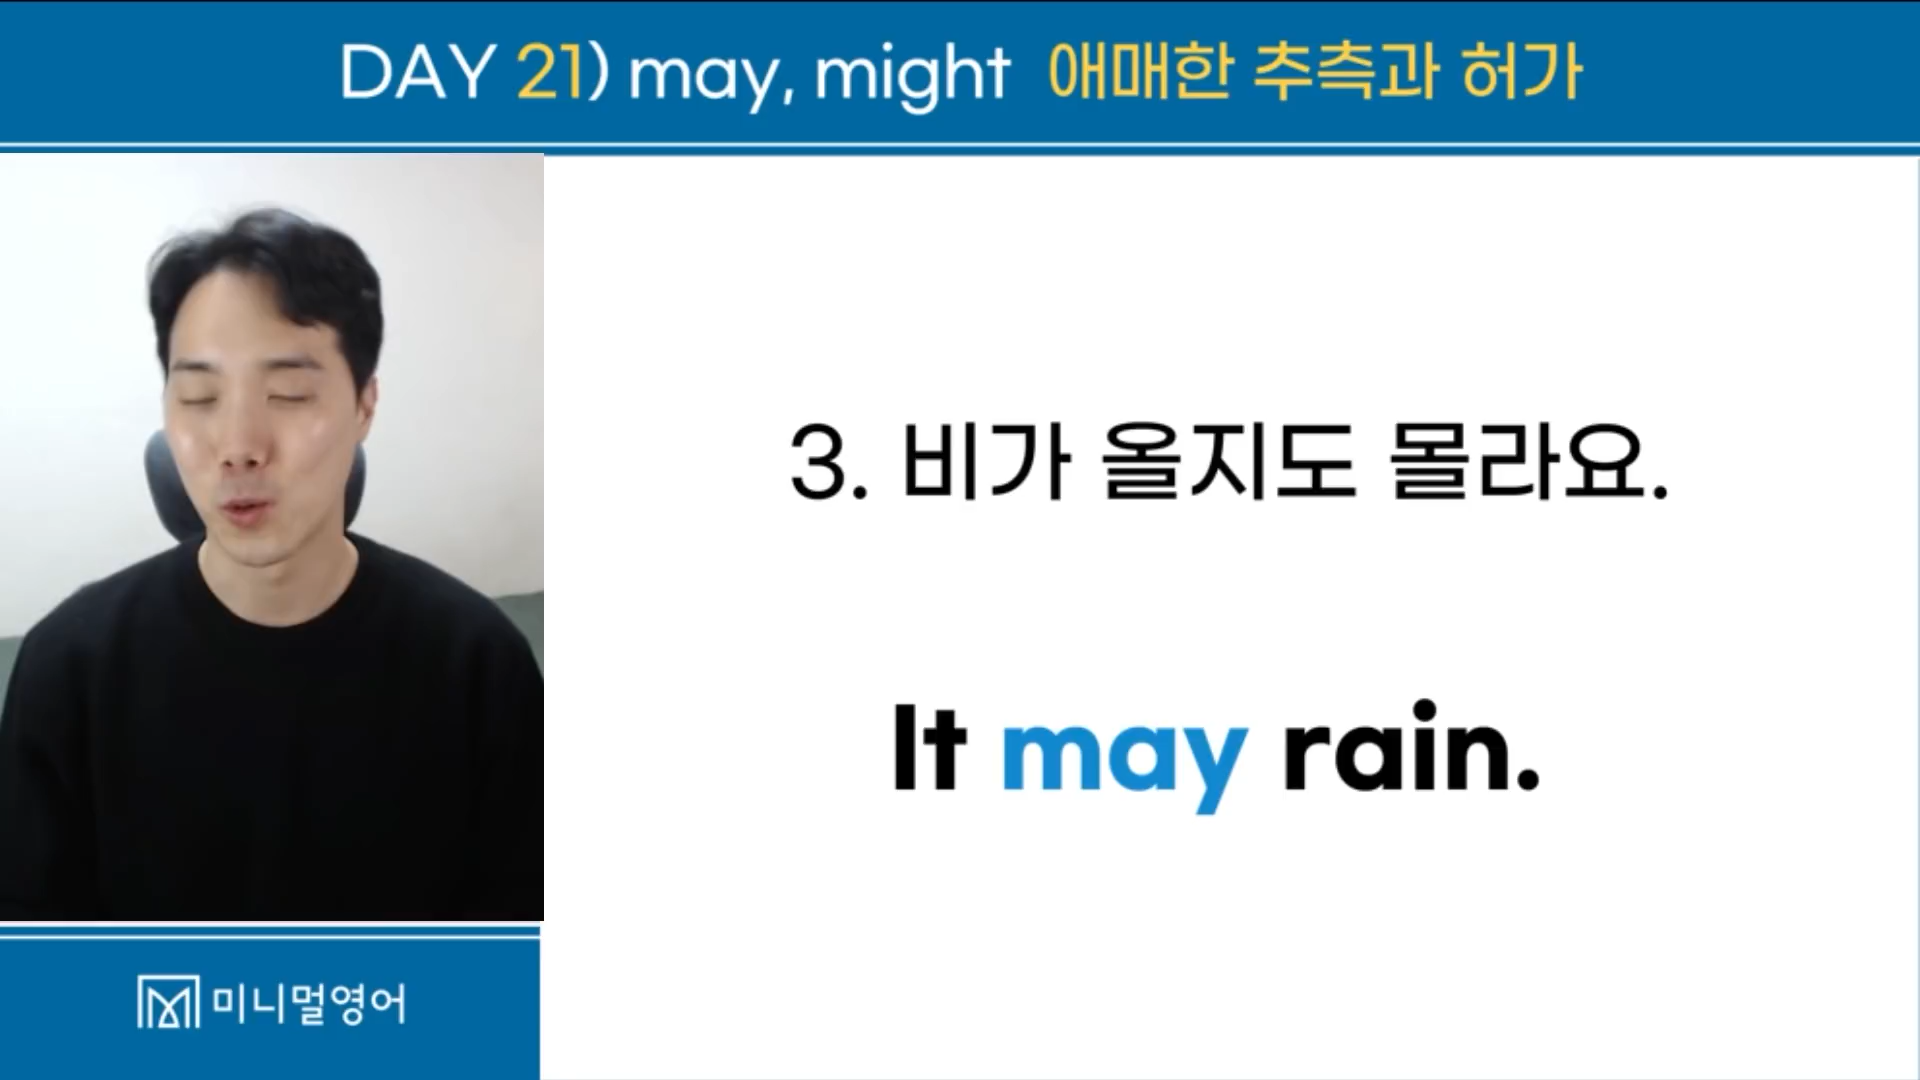 DAY 21) may, might 애매한 추측과 허가
3. 비가 올지도 몰라요.
It may rain.
미니멀영어